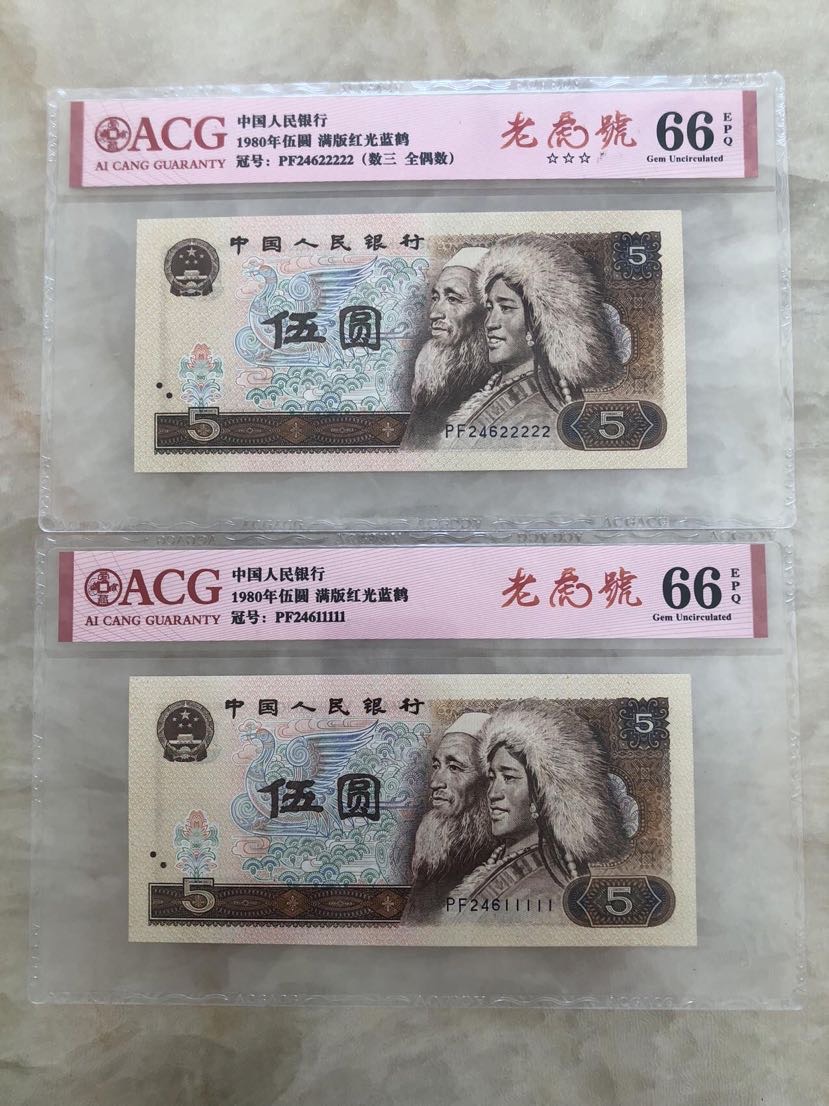 ACG
AI CANG GUARANTY
中国人民银行
1980年伍圆 满版红光蓝鹤
冠号：PF24622222（数三 全偶数）
老虎號
☆☆☆
66
EPQ
Gem Uncirculated
中国人民银行
伍圆
5
PF24622222
5
5
ACG
AI CANG GUARANTY
中国人民银行
1980年伍圆 满版红光蓝鹤
冠号：PF24611111
老虎號
66
EPQ
Gem Uncirculated
中国人民银行
伍圆
5
PF24611111
5
5